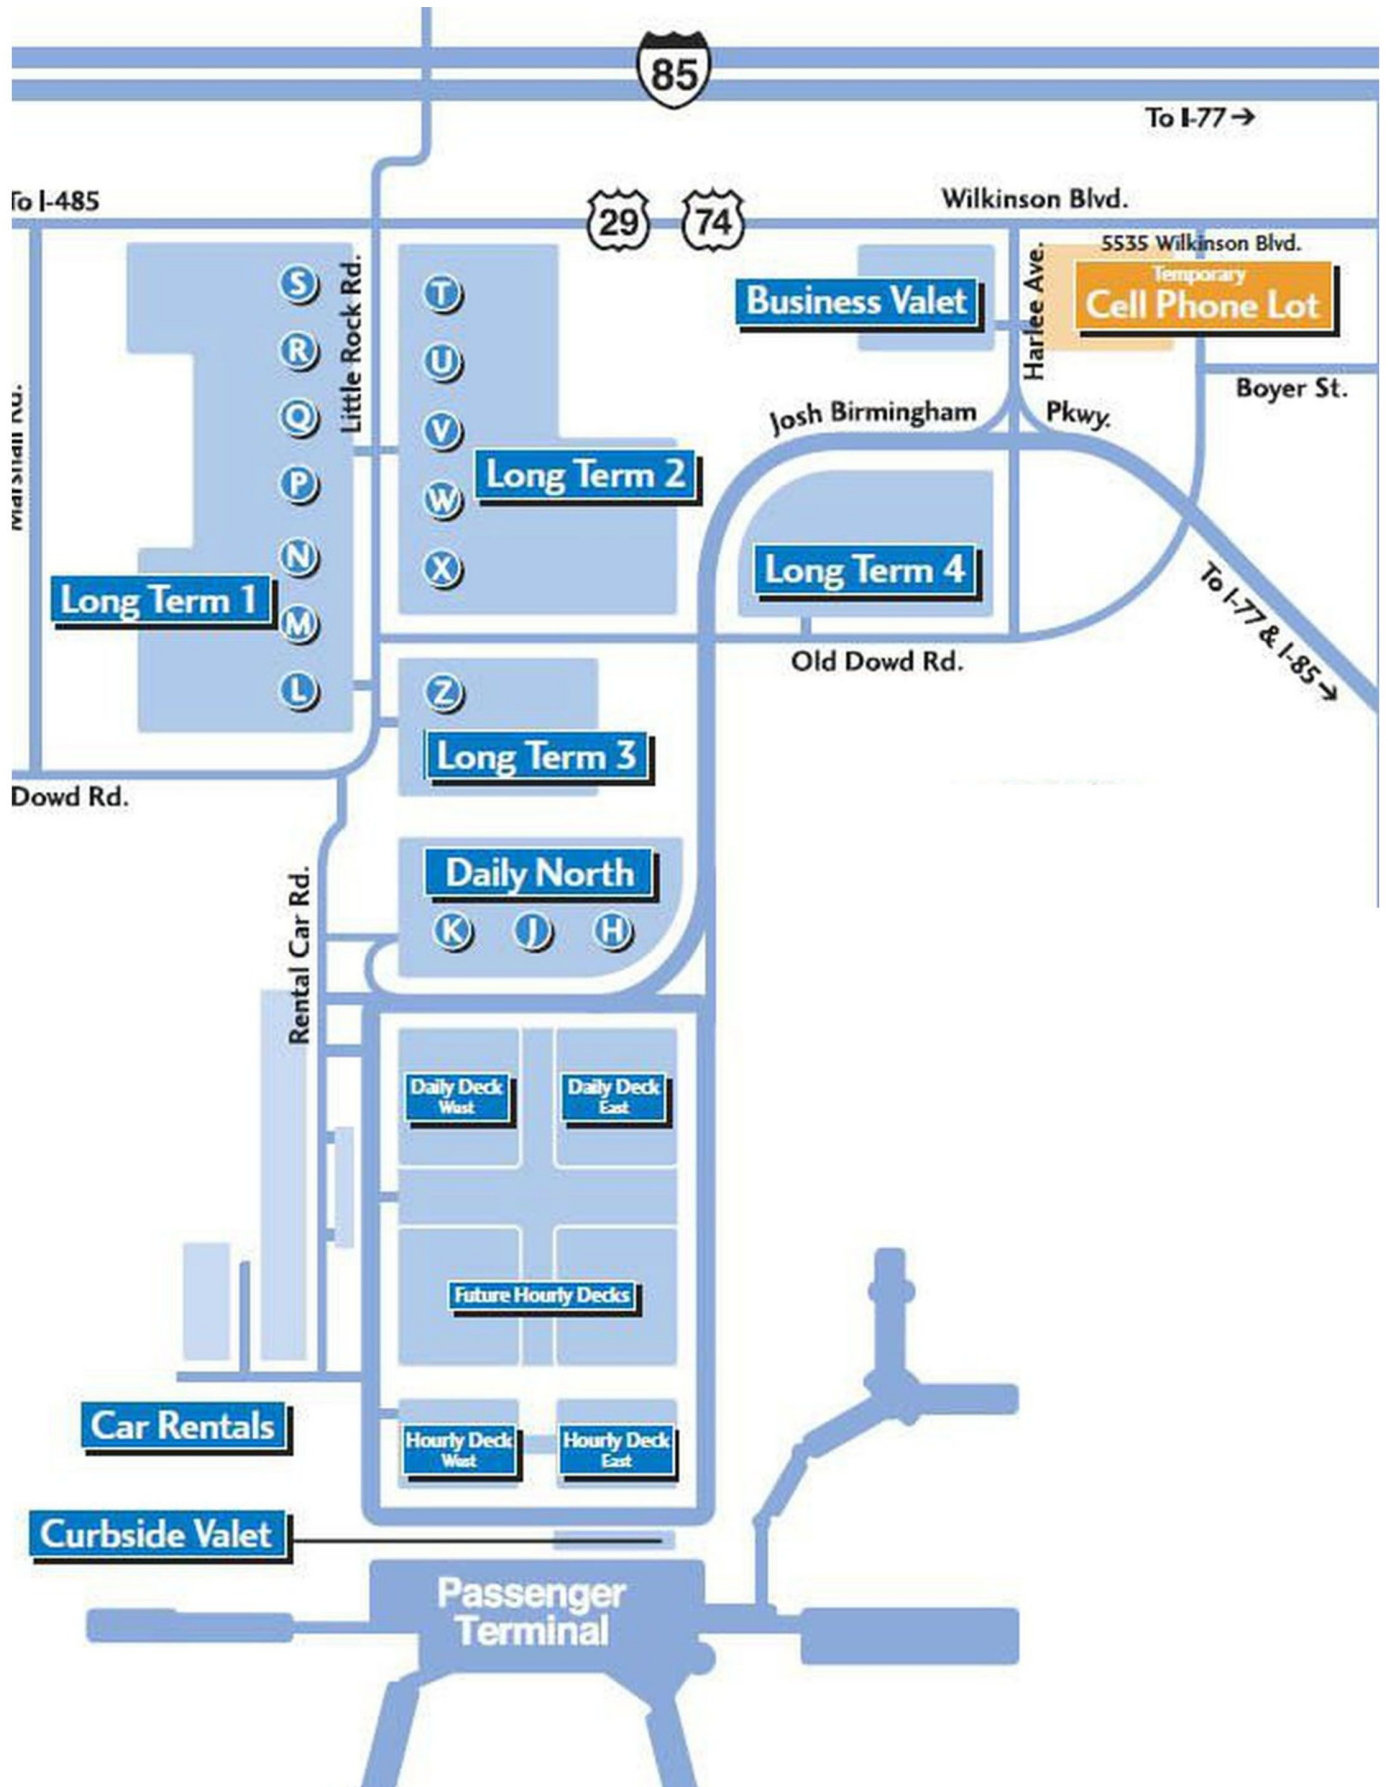 85
To I-77→
To I-485
29
74
Wilkinson Blvd.
5535 Wilkinson Blvd.
Temporary
Cell Phone Lot
Business Valet
Harlee Ave.
Boyer St.
Little Rock Rd.
S
R
Q
P
N
M
L
T
U
V
W
X
Marshall Rd.
Josh Birmingham Pkwy.
Long Term 2
Long Term 1
Long Term 4
To I-77 & I-85→
Old Dowd Rd.
Z
Long Term 3
Dowd Rd.
Daily North
K J H
Rental Car Rd.
Daily Deck
West
Daily Deck
East
Future Hourly Decks
Car Rentals
Hourly Deck
West
Hourly Deck
East
Curbside Valet
Passenger
Terminal